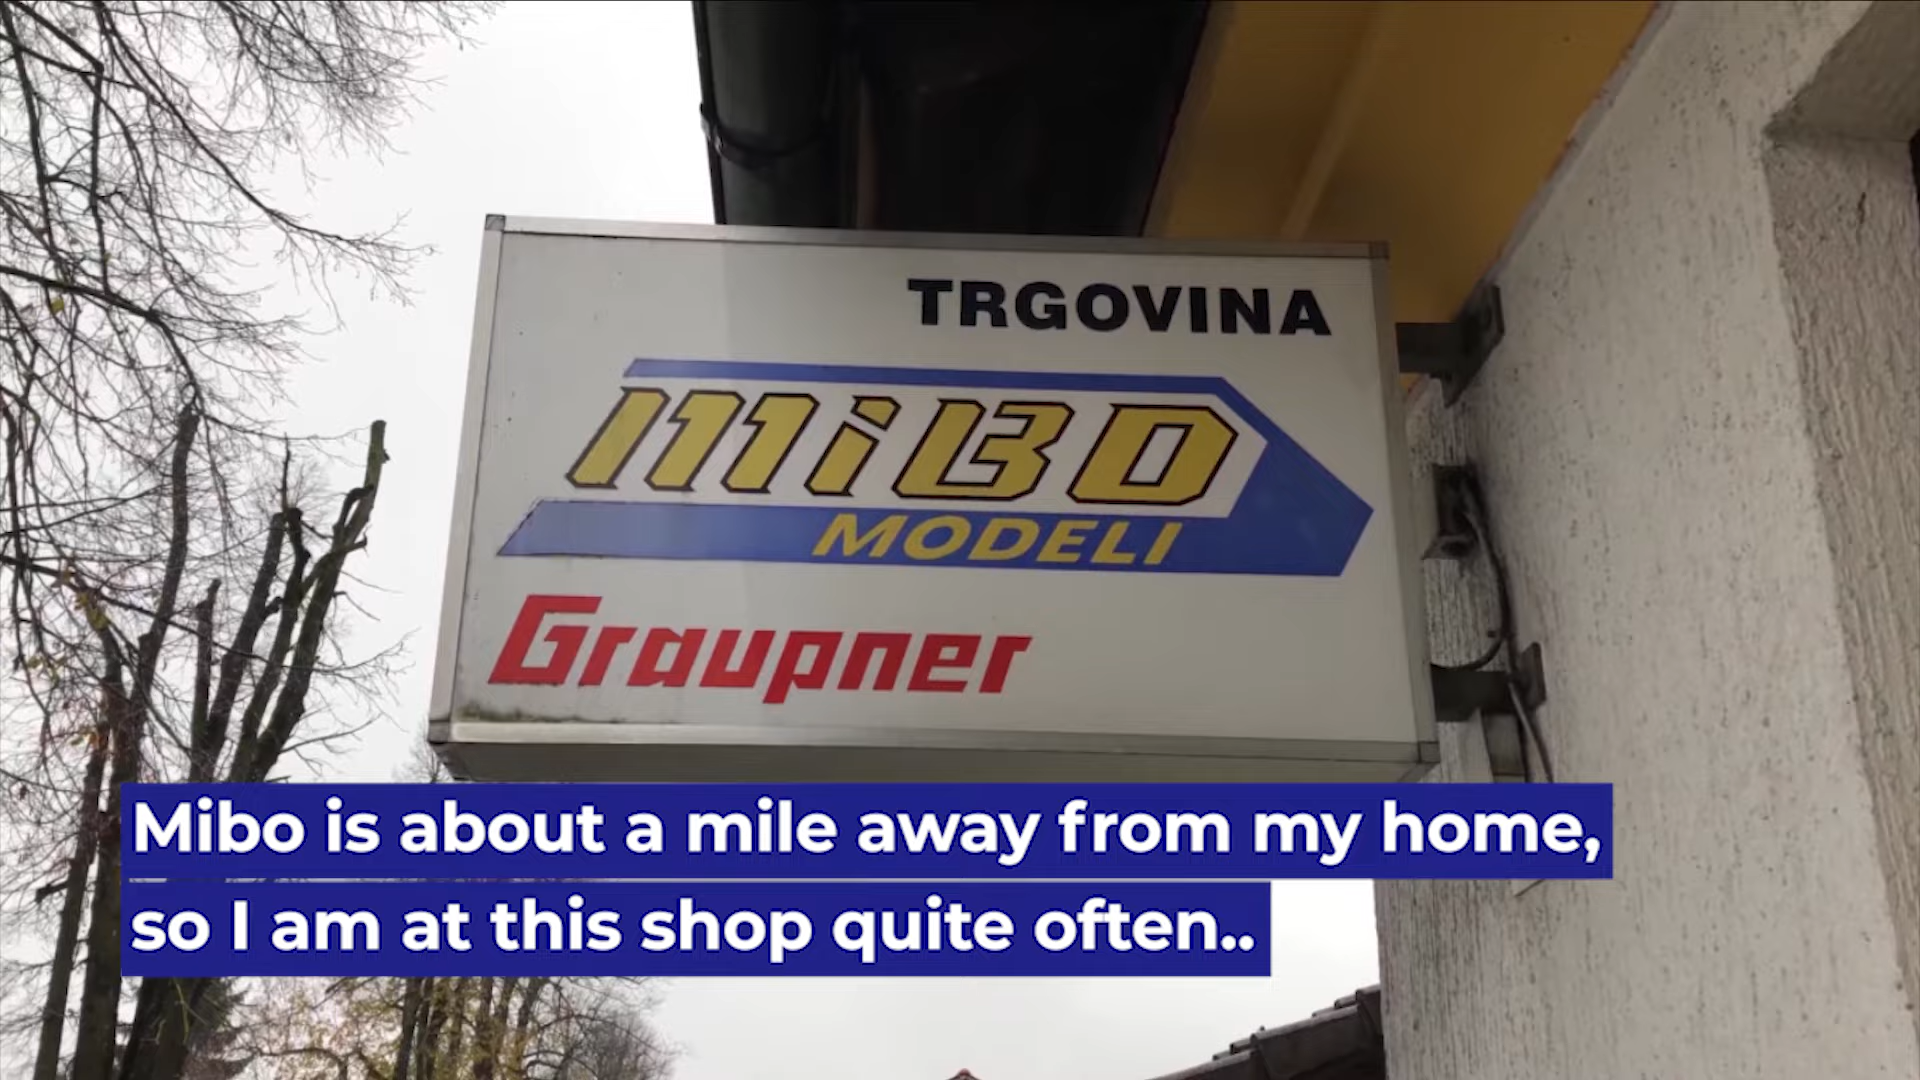 TRGOVINA
miBO
MODELI
Graupner
Mibo is about a mile away from my home,
so I am at this shop quite often..